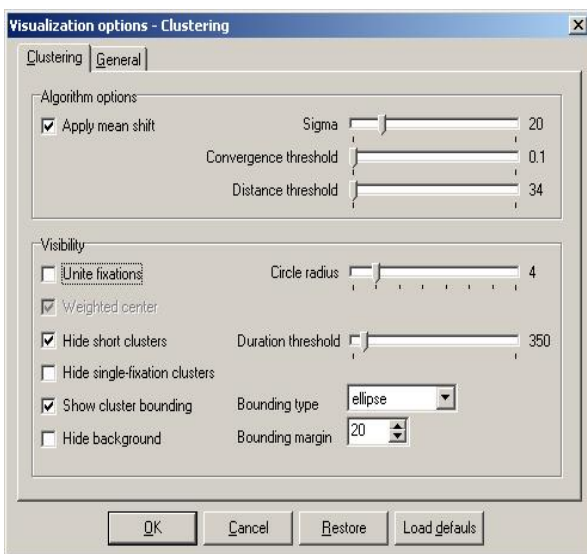 Visualization options - Clustering
Clustering General
Algorithm options
Apply mean shift Sigma 20
Convergence threshold 0.1
Distance threshold 34
Visibility
Unite fixations Circle radius 4
Weighted center
Hide short clusters Duration threshold 350
Hide single-fixation clusters
Show cluster bounding Bounding type ellipse
Hide background Bounding margin 20
OK Cancel Restore Load defauls